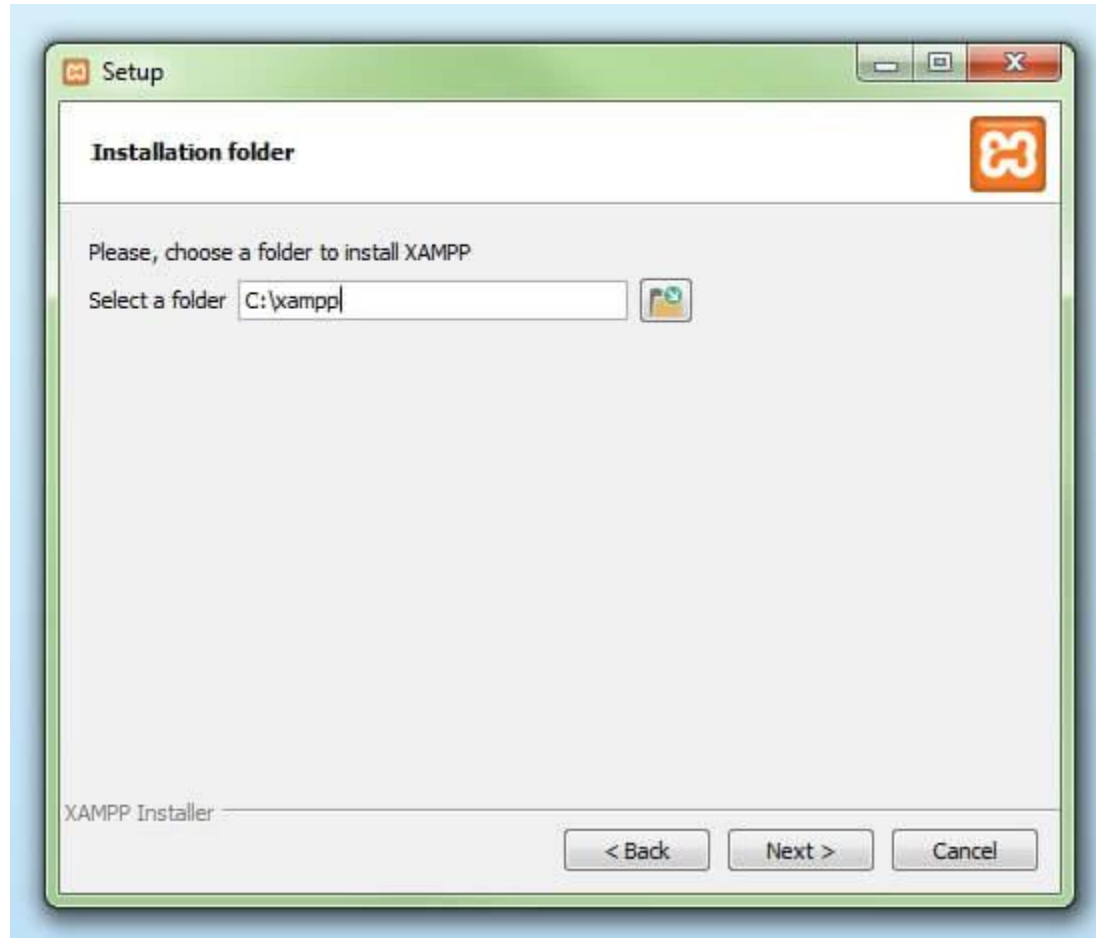 Setup
Installation folder
Please, choose a folder to install XAMPP
Select a folder C:\xampp
XAMPP Installer
< Back Next > Cancel